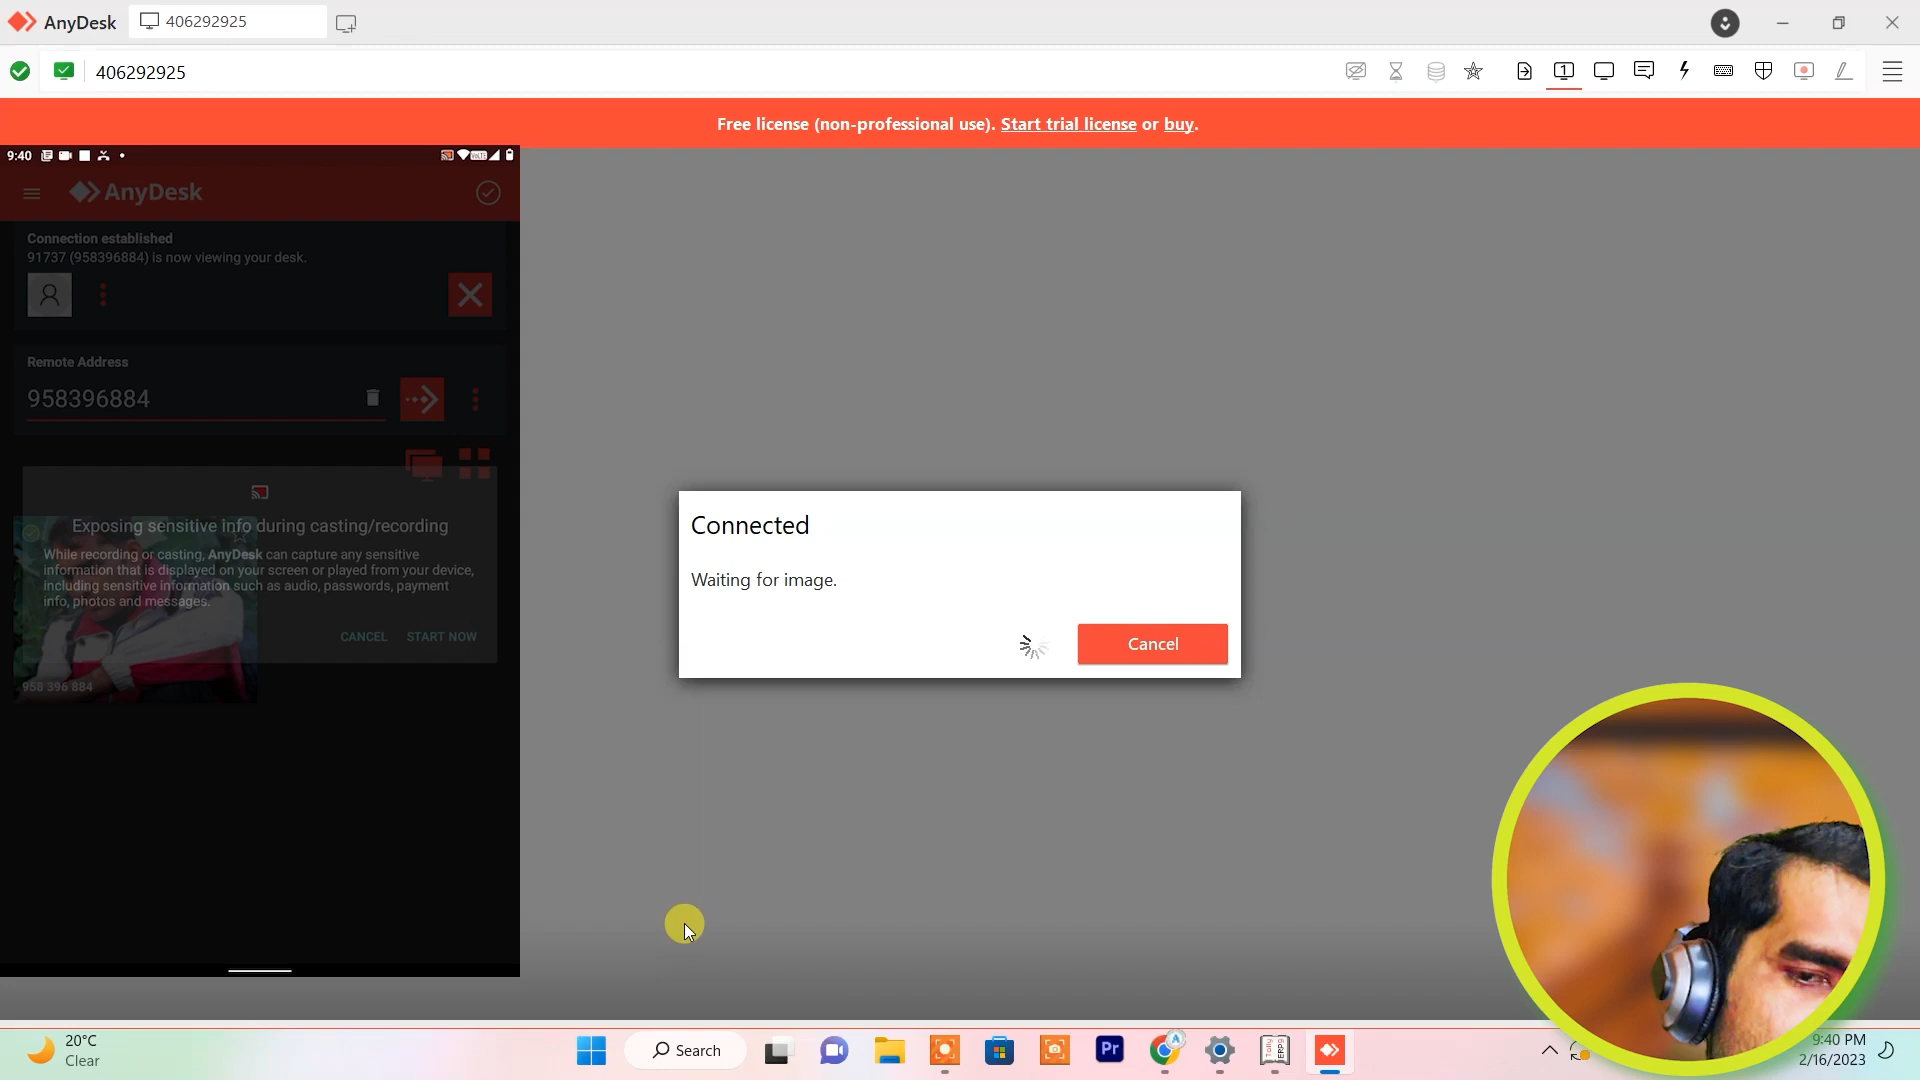 AnyDesk
406292925
406292925
1
Free license (non-professional use). Start trial license or buy.
9:40
AnyDesk
Connection established
91737 (958396884) is now viewing your desk.
Remote Address
958396884
Exposing sensitive info during casting/recording
While recording or casting, AnyDesk can capture any sensitive
information that is displayed on your screen or played from your device,
including sensitive information such as audio, passwords, payment
info, photos and messages.
CANCEL START NOW
958 396 884
Connected
Waiting for image.
Cancel
20°C
Clear
Search
Pr
Tally
ERP9
9:40 PM
2/16/2023